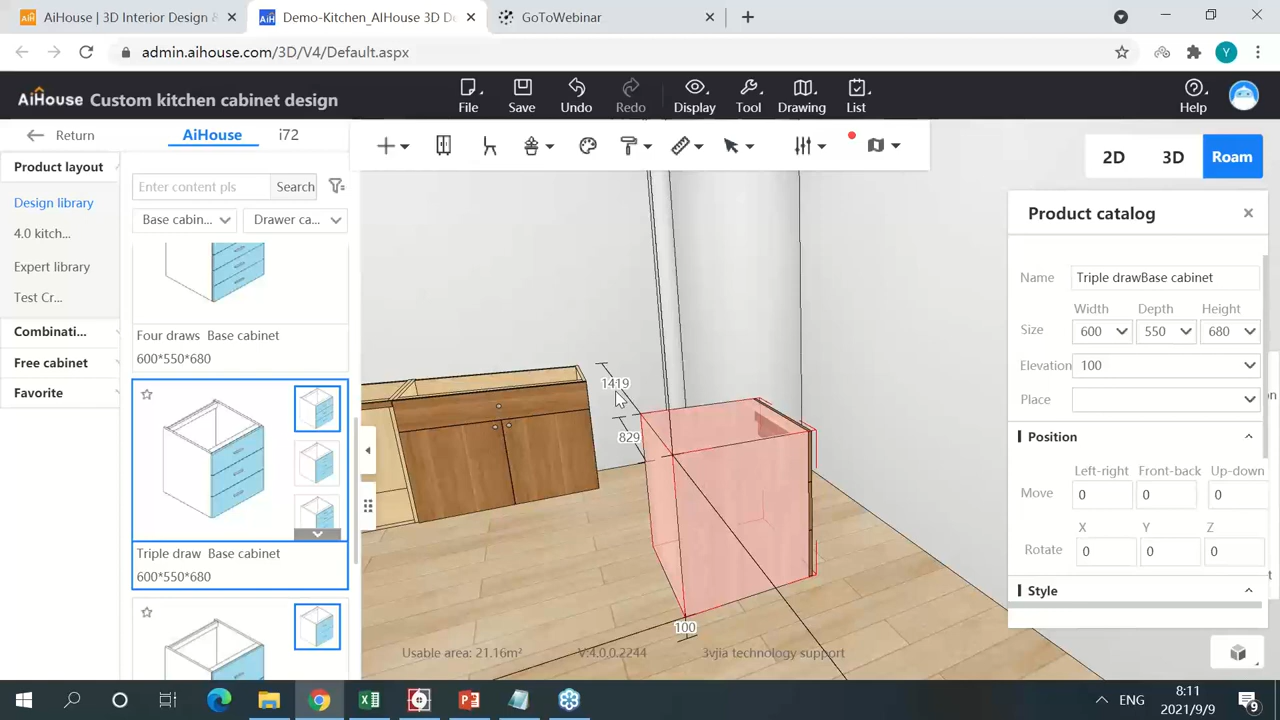 AiHouse | 3D Interior Design &
Demo-Kitchen_AIHouse 3D De
GoToWebinar
admin.aihouse.com/3D/V4/Default.aspx
Y
AiHouse Custom kitchen cabinet design
File
Save
Undo
Redo
Display
Tool
Drawing
List
Help
Return
AiHouse
i72
2D
3D
Roam
Product layout
Design library
4.0 kitch...
Expert library
Test Cr...
Combinati...
Free cabinet
Favorite
Enter content pls
Search
Base cabin...
Drawer ca...
Four draws Base cabinet
600*550*680
Triple draw Base cabinet
600*550*680
1419
829
100
Usable area: 21.16m²
V:4.0,0.2244
3vjia technology support
Product catalog
Name
Triple drawBase cabinet
Width
Depth
Height
Size
600
550
680
Elevation
100
Place
Position
Left-right
Front-back
Up-down
Move
0
0
0
X
Y
Z
Rotate
0
0
0
Style
ENG
8:11
2021/9/9
9